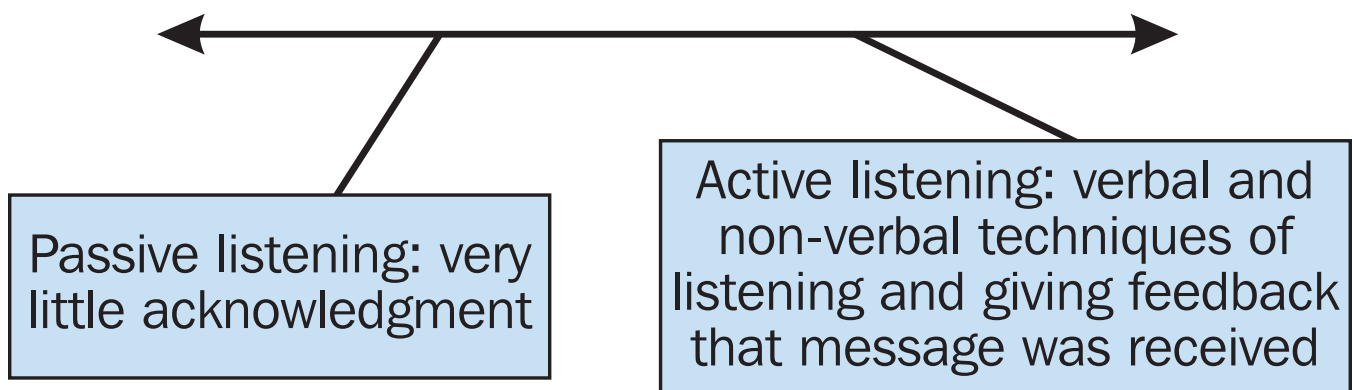 Passive listening: very
little acknowledgment
Active listening: verbal and
non-verbal techniques of
listening and giving feedback
that message was received